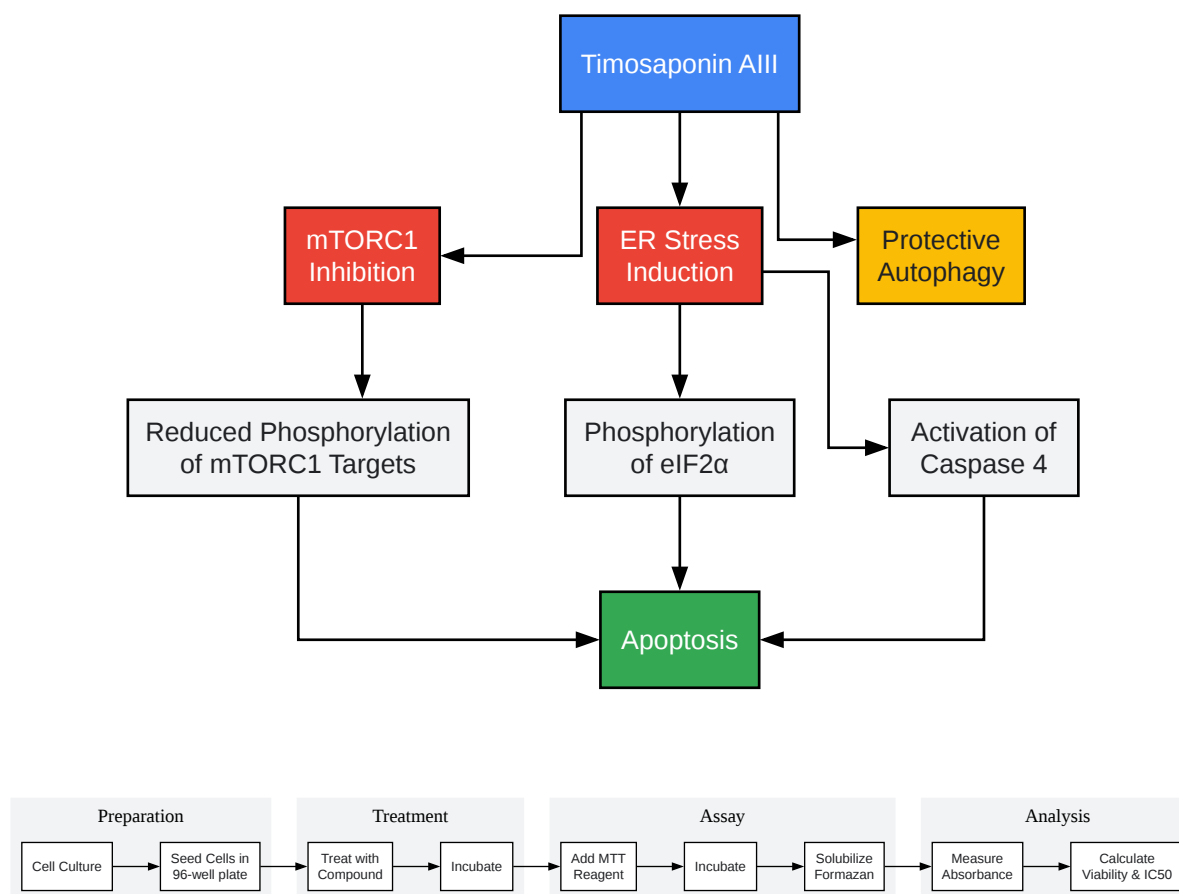 Timosaponin AIII
mTORC1
Inhibition
ER Stress
Induction
Protective
Autophagy
Reduced Phosphorylation
of mTORC1 Targets
Phosphorylation
of eIF2α
Activation of
Caspase 4
Apoptosis
Preparation
Cell Culture
Seed Cells in
96-well plate
Treatment
Treat with
Compound
Incubate
Assay
Add MTT
Reagent
Incubate
Solubilize
Formazan
Analysis
Measure
Absorbance
Calculate
Viability & IC50